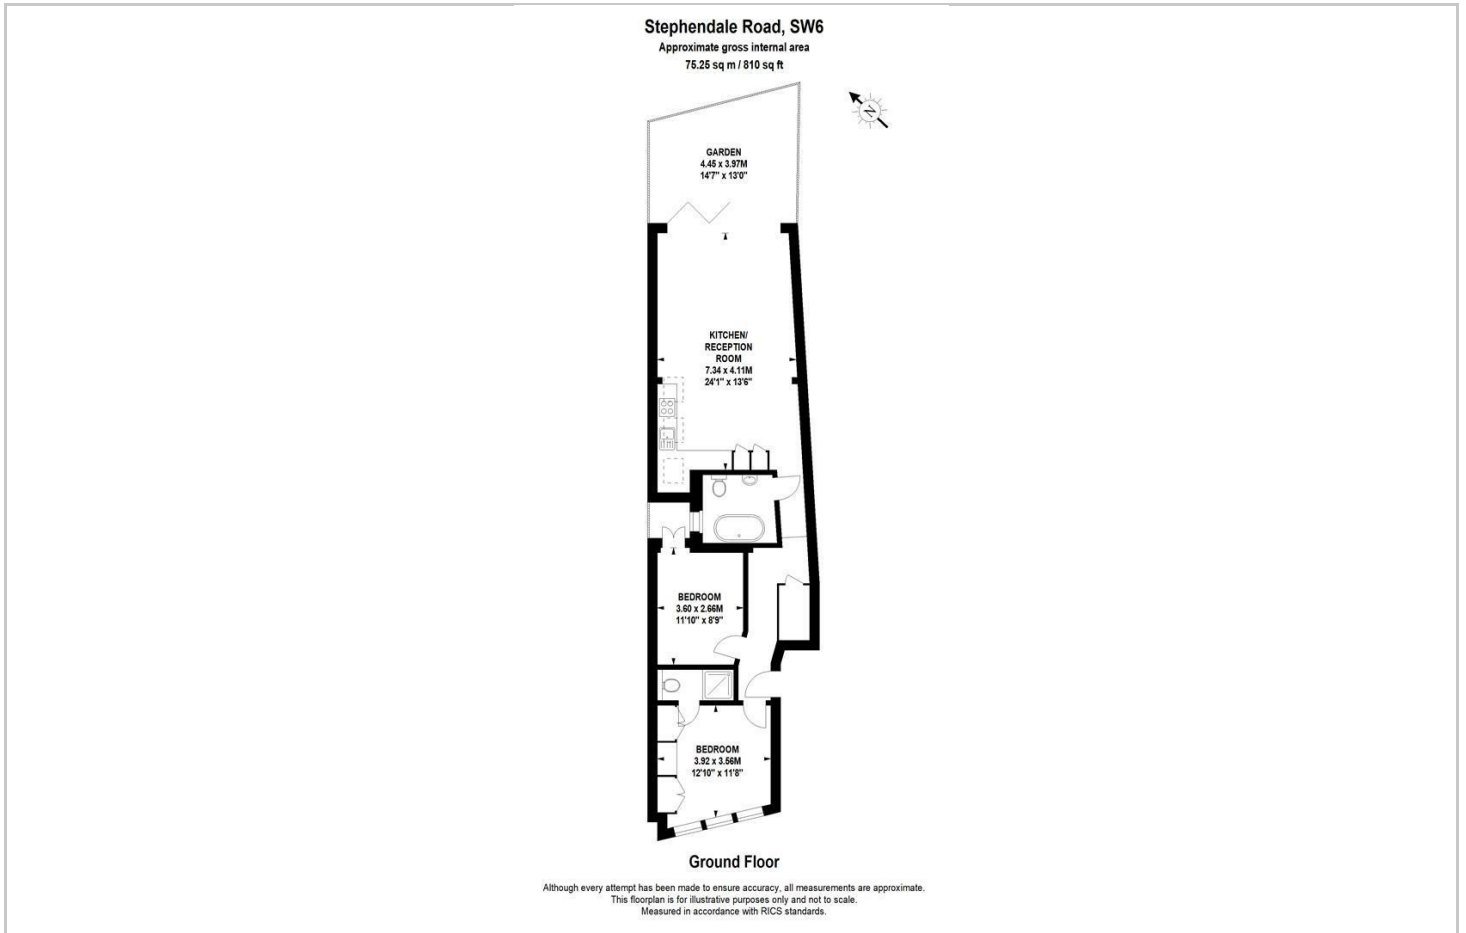 Stephendale Road, SW6
Approximate gross internal area
75.25 sq m / 810 sq ft
N
GARDEN
4.45 x 3.97M
14'7" x 13'0"
KITCHEN/
RECEPTION
ROOM
7.34 x 4.11M
24'1" x 13'6"
BEDROOM
3.60 x 2.66M
11'10" x 8'9"
BEDROOM
3.92 x 3.56M
12'10" x 11'8"
Ground Floor
Although every attempt has been made to ensure accuracy, all measurements are approximate.
This floorplan is for illustrative purposes only and not to scale.
Measured in accordance with RICS standards.